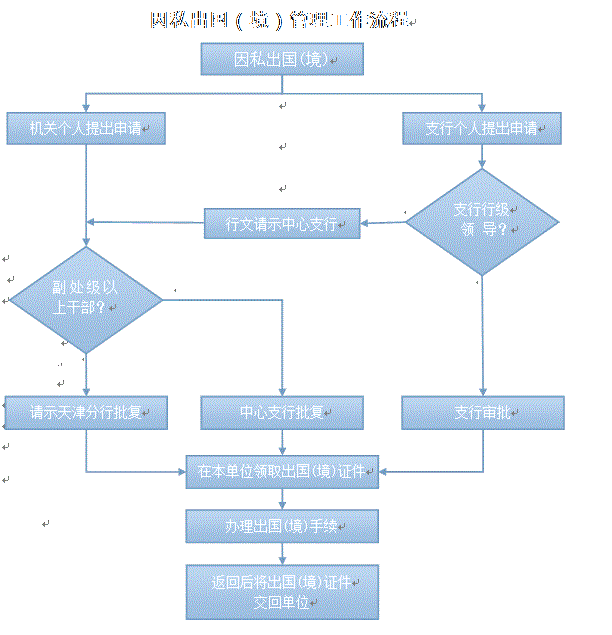 因私出国（境）管理工作流程
因私出国(境)
机关个人提出申请
支行个人提出申请
支行行级
领 导？
行文请示中心支行
副处级以
上干部？
请示天津分行批复
中心支行批复
支行审批
在本单位领取出国(境)证件
办理出国(境)手续
返回后将出国(境)证件
交回单位